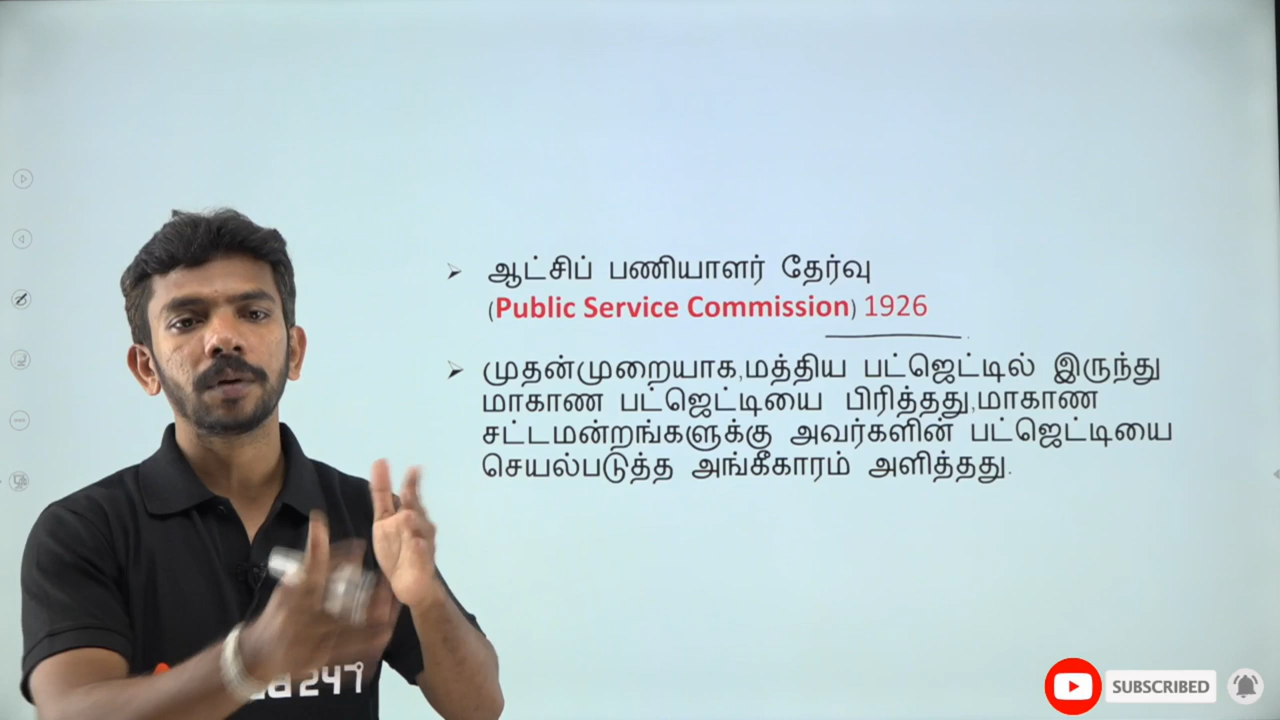 ➢ ஆட்சிப் பணியாளர் தேர்வு
(Public Service Commission) 1926
➢ முதன்முறையாக,மத்திய பட்ஜெட்டில் இருந்து
மாகாண பட்ஜெட்டியை பிரித்தது,மாகாண
சட்டமன்றங்களுக்கு அவர்களின் பட்ஜெட்டியை
செயல்படுத்த அங்கீகாரம் அளித்தது.
247
SUBSCRIBED